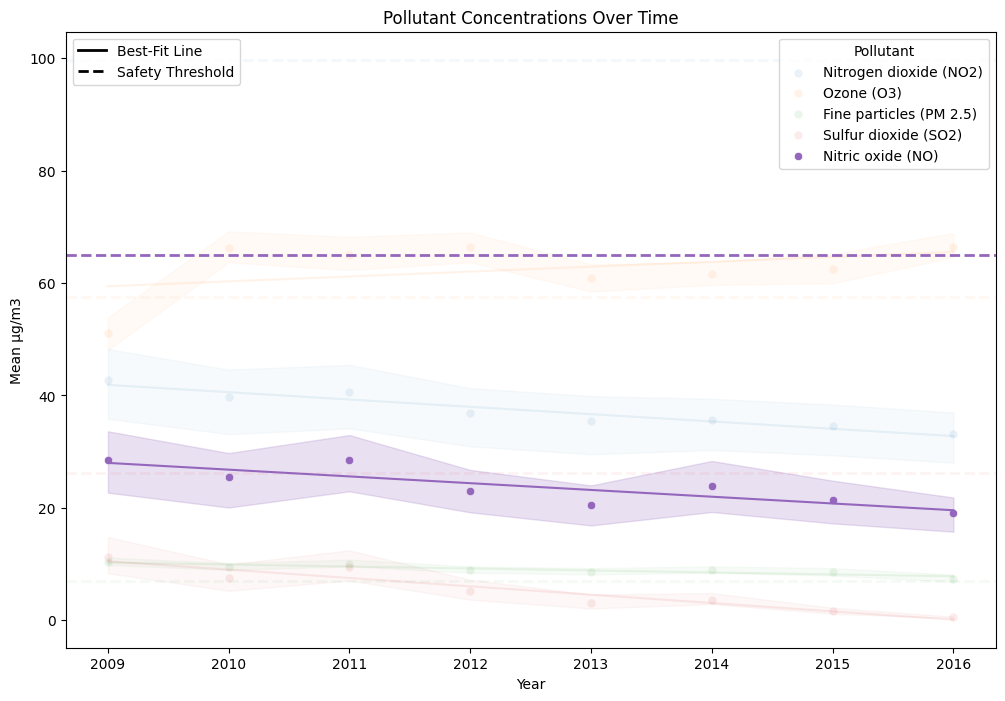 Pollutant Concentrations Over Time
Best-Fit Line
Safety Threshold
Pollutant
Nitrogen dioxide (NO2)
Ozone (O3)
Fine particles (PM 2.5)
Sulfur dioxide (SO2)
Nitric oxide (NO)
Mean µg/m3
100
80
60
40
20
0
2009 2010 2011 2012 2013 2014 2015 2016
Year